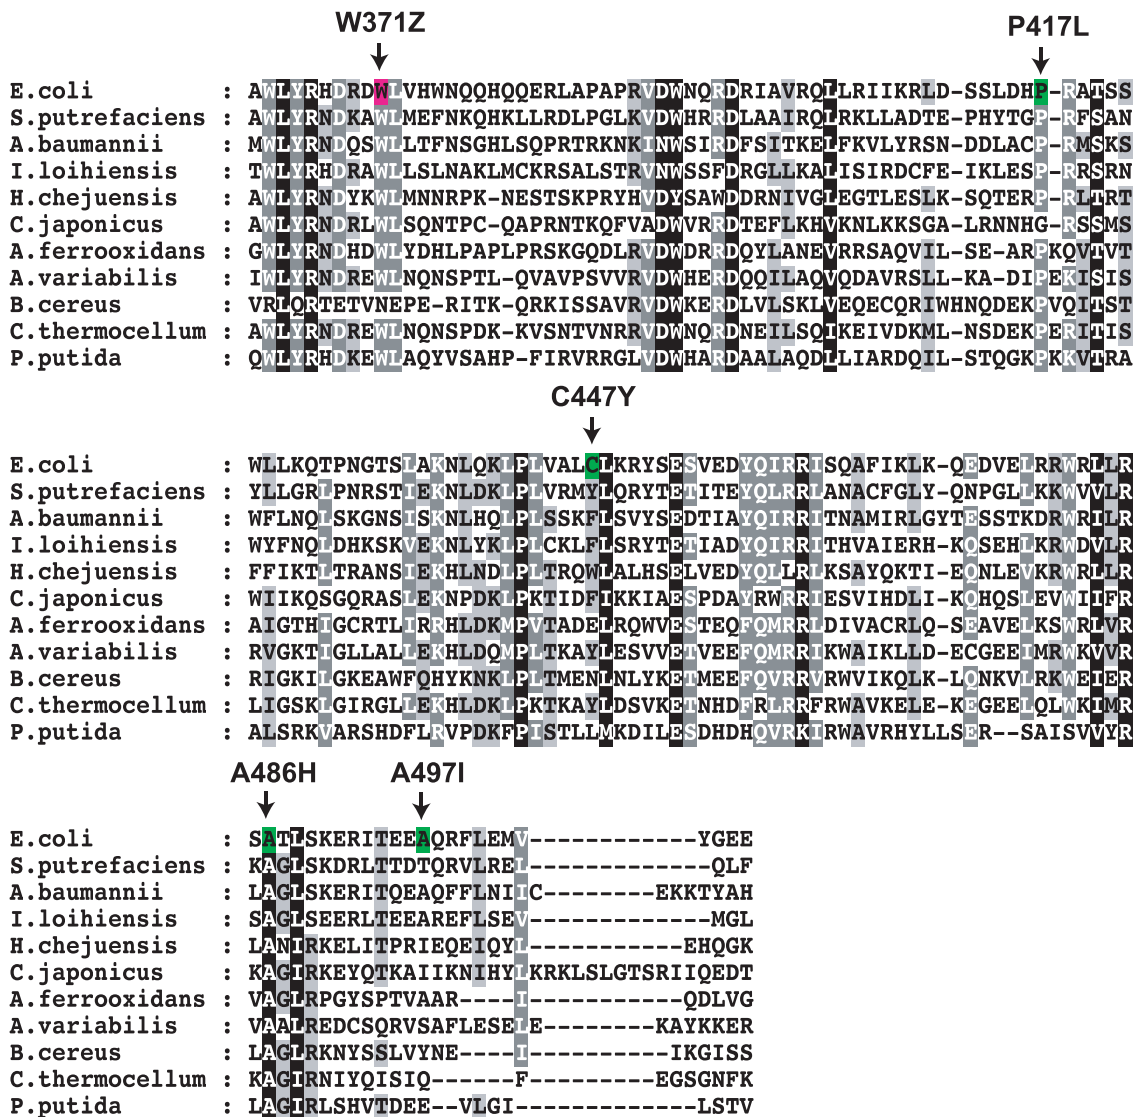 W371Z P417L
E.coli : AWLYRHDRDWLVHWNQQHQQERLAPAPRVDWNQRDRIAVRQLLRIIKRLD-SSLDHP-RATSS
S.putrefaciens : AWLYRNDKAWLMEFNKQHKLLRDLPGLKVDWHRRDLAAIRQLRKLLADTE-PHYTGP-RFSAN
A.baumannii : MWLYRNDQSWLLTFNSGHLSQPRTRKNKINWSIRDFSITKELFKVLYRSN-DDLACP-RMSKS
I.loihiensis : TWLYRHDRAWLLSLNAKLMCKRSALSTRVNWSSFDRGLLKALISIRDCFE-IKLESP-RRSRN
H.chejuensis : AWLYRNDYKWLMNNRPK-NESTSKPRYHVDYSAWDDRNIVGLEGTLESLK-SQTERP-RLTRT
C.japonicus : AWLYRNDRLWLSQNTPC-QAPRNTKQFVADWVRRDTEFLKHVKNLKKSGA-LRNNHG-RSSMS
A.ferrooxidans : GWLYRNDHDWLYDHLPAPLPRSKGQDLRVDWDRRDQYLANEVRRSAQVIL-SE-ARPKQVTVT
A.variabilis : IWLYRNDREWLNQNSPTL-QVAVPSVVRVDWHERDQQILAQVQDAVRSLL-KA-DIPEKISIS
B.cereus : VRLQRTETVNEPE-RITK-QRKISSAVRVDWKERDLVLSKLVEQECQRIWHNQDEKPVQITST
C.thermocellum : AWLYRNDREWLNQNSPDK-KVSNTVNRRVDWNQRDNEILSQIKEIVDKML-NSDEKPERITIS
P.putida : QWLYRHDKEWLAQYVSAHP-FIRVRRGLVDWHARDAALAQDLLIARDQIL-STQGKPKKVTRA
C447Y
E.coli : WLLKQTPNGTSLAKNLQKLPLVALCLKRYSESVEDYQIRRISQAFIKLK-QEDVELRRWRLLR
S.putrefaciens : YLLGRLPNRSTIEKNLDKLPLVRMYLQRYTETITEYQLRRLANACFGLY-QNPGLLKKWVVLR
A.baumannii : WFLNQLSKGNSISKNLHQLPLSSKFLSVYSEDTIAYQIRRITNAMIRLGYTESSTKDRWRILR
I.loihiensis : WYFNQLDHKSKVEKNLYKLPLCKLFLSRYTETIADYQIRRITHVAIERH-KQSEHLKRWDVLR
H.chejuensis : FFIKTLTRANSIEKHLNDLPLTRQWLALHSELVEDYQLLRLKSAYQKTI-EQNLEVKRWRLLR
C.japonicus : WIIKQSGQRASLEKNPDKLPKTIDFIKKIAESPDAYRWRRIESVIHDLI-KQHQSLEVWIIFR
A.ferrooxidans : AIGTHIGCRTLIRRHLDKMPVTADELRQWVESTEQFQMRRLDIVACRLQ-SEAVELKSWRLVR
A.variabilis : RVGKTIGLLALLEKHLDQMPLTKAYLESVVETVEEFQMRRIKWAIKLLD-ECGEEIMRWKVVR
B.cereus : RIGKILGKEAWFQHYKNKLPLTMENLNLYKETMEEFQVRRVRWVIKQLK-LQNKVLRKWEIER
C.thermocellum : LIGSKLGIRGLLEKHLDKLPKTKAYLDSVKETNHDFRLRRFRWAVKELE-KEGEELQLWKIMR
P.putida : ALSRKVARSHDFLRVPDKFPISTLLMKDILESDHDHQVRKIRWAVRHYLLSER--SAISVVYR
A486H A497I
E.coli : SATLSKERITEEAQRFLEMV------------YGEE
S.putrefaciens : KAGLSKDRLTTDTQRVLREL-------------QLF
A.baumannii : LAGLSKERITQEAQFFLNIIC--------EKKTYAH
I.loihiensis : SAGLSEERLTEEAREFLSEV-------------MGL
H.chejuensis : LANIRKELITPRIEQEIQYL-----------EHQGK
C.japonicus : KAGIRKEYQTKAIIKNIHYLKRKLSLGTSRIIQEDT
A.ferrooxidans : VAGLRPGYSPTVAAR----I-----------QDLVG
A.variabilis : VAALREDCSQRVSAFLESELE--------KAYKKER
B.cereus : LAGLRKNYSSLVYNE----I----------IKGISS
C.thermocellum : KAGIRNIYQISIQ------F---------EGSGNFK
P.putida : LAGIRLSHVTDEE--VLGI------------LSTV